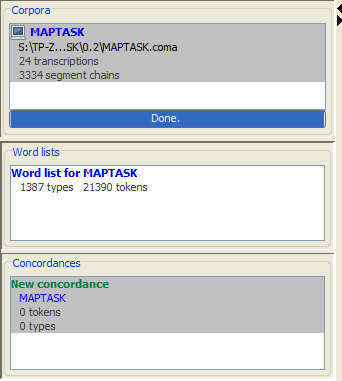 Corpora
MAPTASK
S:\TP-Z...SK\0.2\MAPTASK.coma
24 transcriptions
3334 segment chains
Done.
Word lists
Word list for MAPTASK
1387 types   21390 tokens
Concordances
New concordance
MAPTASK
0 tokens
0 types